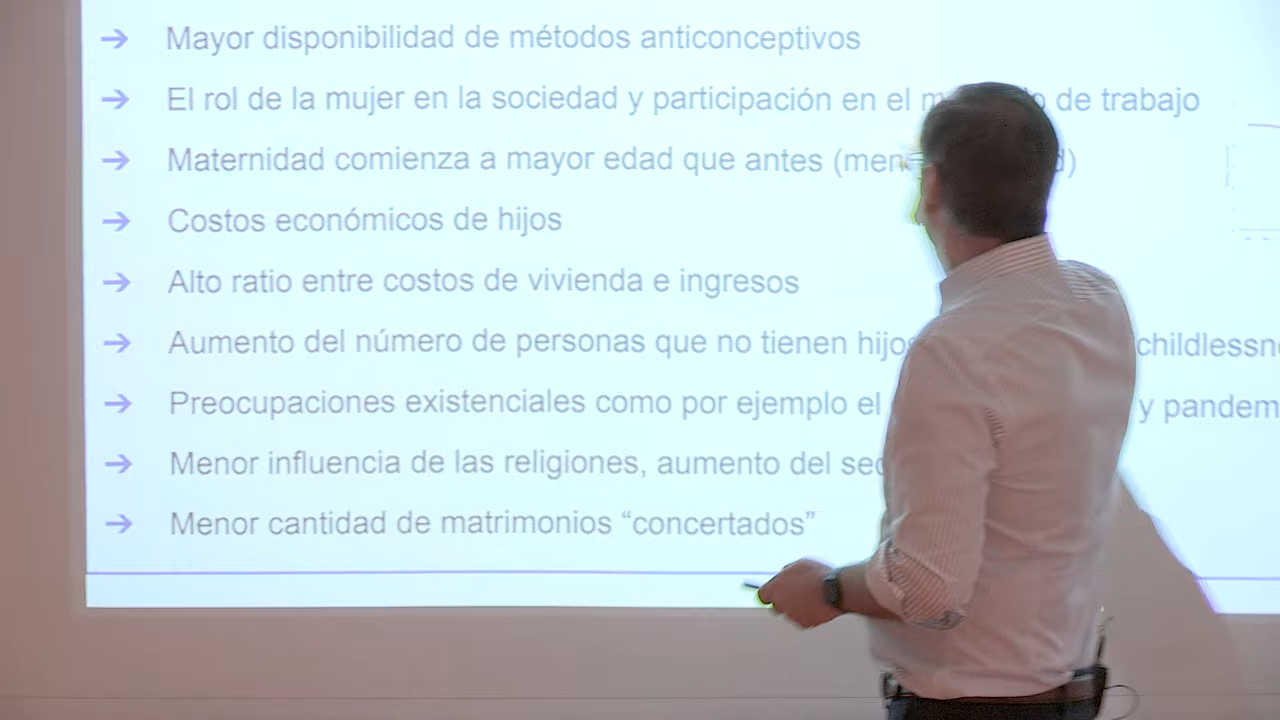 ➔ Mayor disponibilidad de métodos anticonceptivos
➔ El rol de la mujer en la sociedad y participación en el de trabajo
➔ Maternidad comienza a mayor edad que antes
➔ Costos económicos de hijos
➔ Alto ratio entre costos de vivienda e ingresos
➔ Aumento del número de personas que no tienen
➔ Preocupaciones existenciales como por ejemplo el y
➔ Menor influencia de las religiones, aumento del
➔ Menor cantidad de matrimonios “concertados”